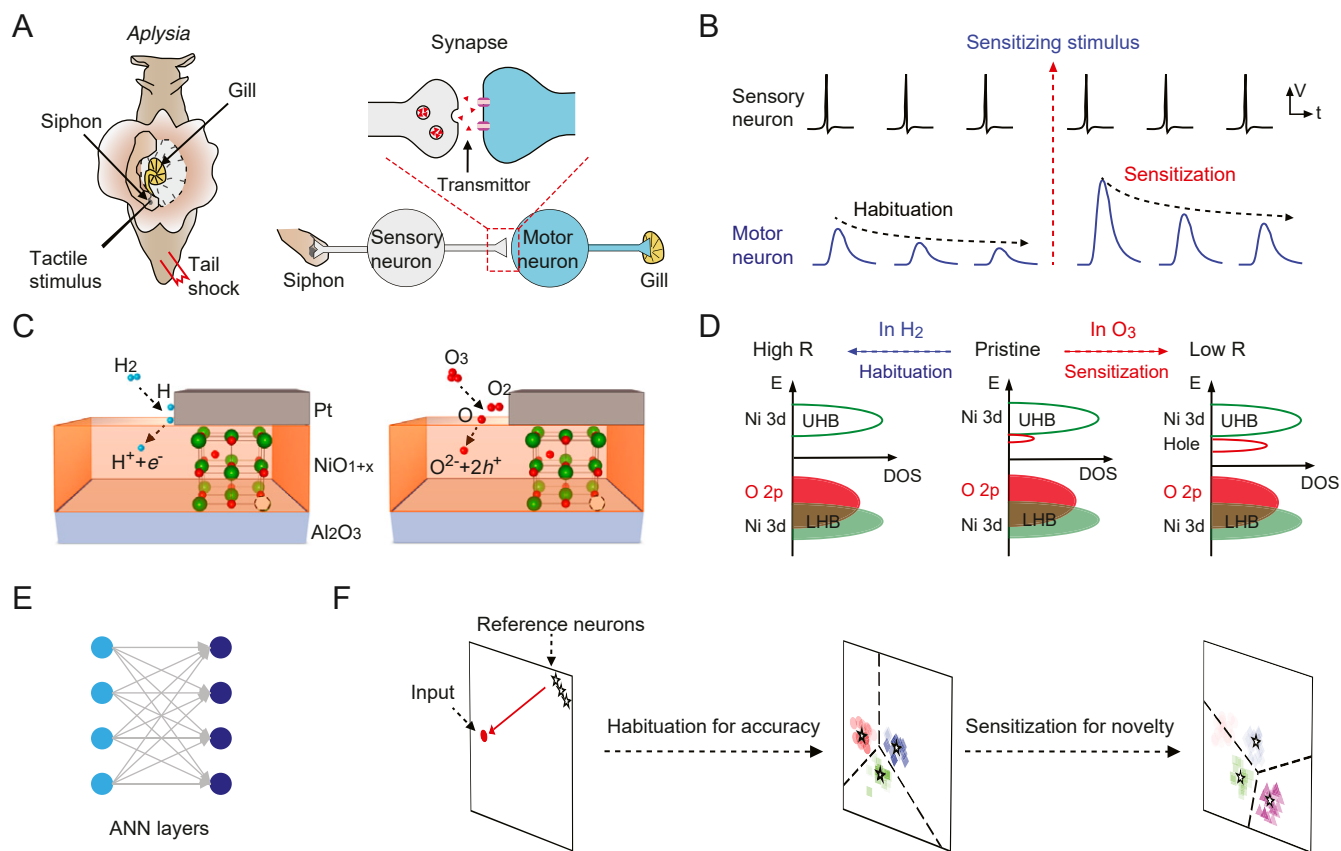 A
Aplysia
Gill
Siphon
Tactile
stimulus
Tail
shock
Synapse
Transmittor
Siphon
Sensory
neuron
Motor
neuron
Gill
B
Sensitizing stimulus
Sensory
neuron
V
t
Sensitization
Habituation
Motor
neuron
C
H2
H
H+ + e-
Pt
NiO1+x
Al2O3
O3
O2
O
O2- + 2h+
D
In H2
In O3
High R
Pristine
Low R
Habituation
Sensitization
E
Ni 3d
UHB
DOS
O 2p
Ni 3d
LHB
E
Ni 3d
UHB
DOS
O 2p
Ni 3d
LHB
E
Ni 3d
UHB
Hole
DOS
O 2p
Ni 3d
LHB
E
ANN layers
F
Reference neurons
Input
Habituation for accuracy
Sensitization for novelty